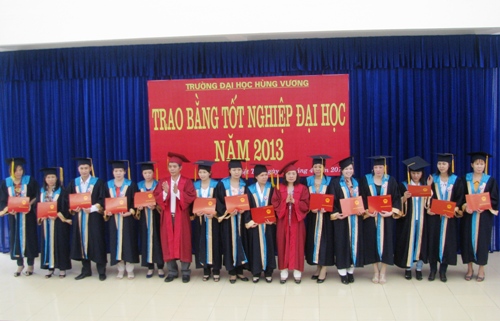 TRƯỜNG ĐẠI HỌC HÙNG VƯƠNG
TRAO BẰNG TỐT NGHIỆP ĐẠI HỌC
NĂM 2013